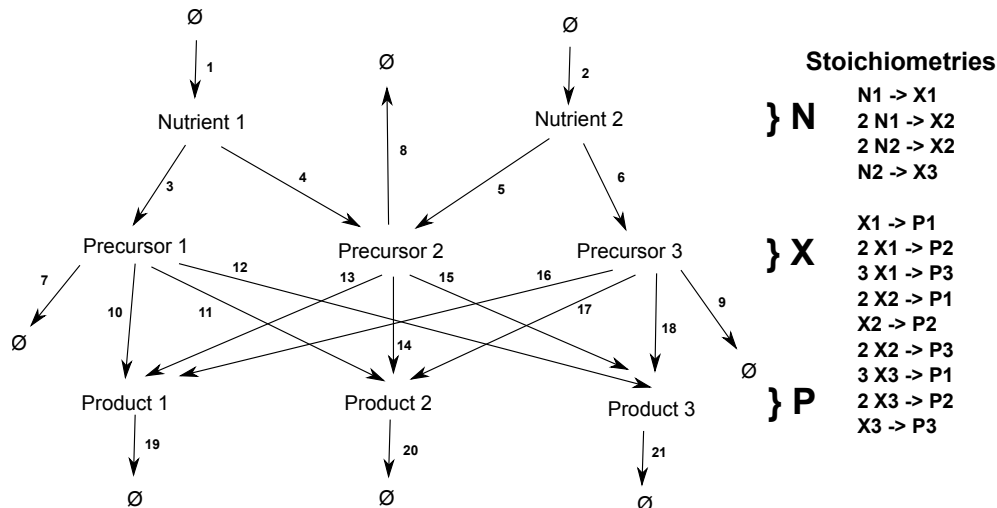 Ø Ø
1 Ø 2
Stoichiometries
Nutrient 1 Nutrient 2
} N
N1 -> X1
2 N1 -> X2
2 N2 -> X2
N2 -> X3
3 4 8 5 6
Precursor 1 Precursor 2 Precursor 3
} X
X1 -> P1
2 X1 -> P2
3 X1 -> P3
2 X2 -> P1
X2 -> P2
2 X2 -> P3
3 X3 -> P1
2 X3 -> P2
X3 -> P3
7 12 13 15 16 9
10 11 17 18
14
Ø Ø
Product 1 Product 2 Product 3
} P
19 20 21
Ø Ø Ø